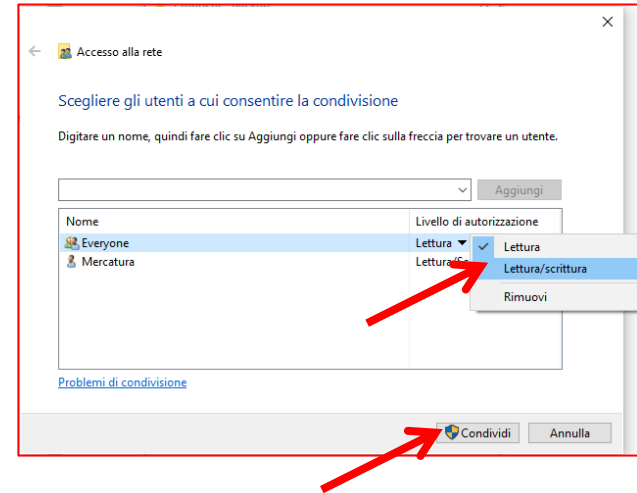 Accesso alla rete
Scegliere gli utenti a cui consentire la condivisione
Digitare un nome, quindi fare clic su Aggiungi oppure fare clic sulla freccia per trovare un utente.
Aggiungi
Nome Livello di autorizzazione
Everyone Lettura
Lettura
Mercatura
Lettura/scrittura
Rimuovi
Problemi di condivisione
Condividi Annulla